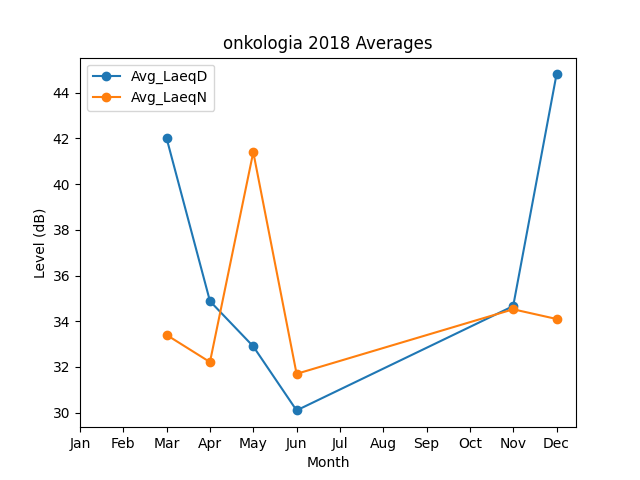 onkologia 2018 Averages
Avg_LaeqD
Avg_LaeqN
Level (dB)
44
42
40
38
36
34
32
30
Jan Feb Mar Apr May Jun Jul Aug Sep Oct Nov Dec
Month